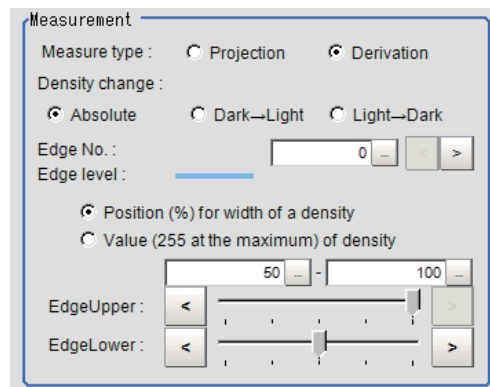 Measurement
Measure type : Projection Derivation
Density change :
Absolute Dark→Light Light→Dark
Edge No. : 0 ... < >
Edge level :
Position (%) for width of a density
Value (255 at the maximum) of density
50 ... - 100 ...
EdgeUpper : < >
EdgeLower : < >